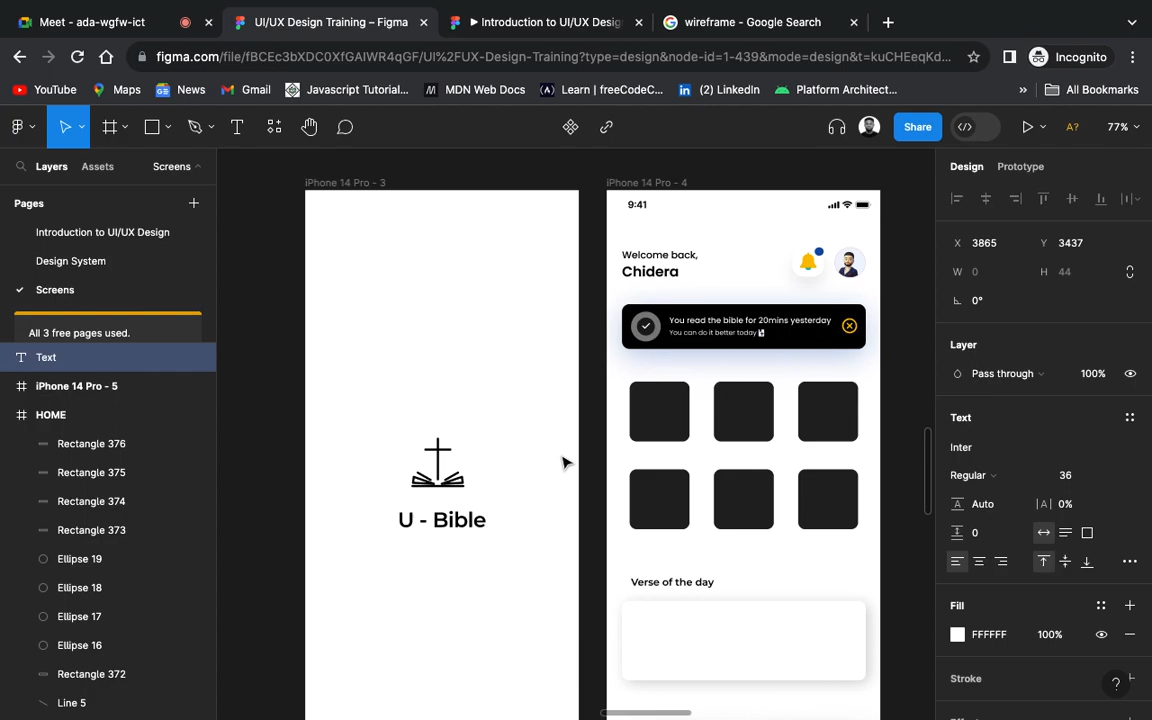 Meet - ada-wgfw-ict
UI/UX Design Training – Figma
Introduction to UI/UX Desig
wireframe - Google Search
figma.com/file/fBCEc3bXDC0XfGAIWR4qGF/UI%2FUX-Design-Training?type=design&node-id=1-439&mode=design&t=kuCHEeqKd...
Incognito
YouTube
Maps
News
Gmail
Javascript Tutorial...
MDN Web Docs
Learn | freeCodeC...
(2) LinkedIn
Platform Architect...
»
All Bookmarks
Share
A?
77%
Layers
Assets
Screens
Pages
Introduction to UI/UX Design
Design System
Screens
All 3 free pages used.
Text
iPhone 14 Pro - 5
HOME
Rectangle 376
Rectangle 375
Rectangle 374
Rectangle 373
Ellipse 19
Ellipse 18
Ellipse 17
Ellipse 16
Rectangle 372
Line 5
iPhone 14 Pro - 3
U - Bible
iPhone 14 Pro - 4
9:41
Welcome back,
Chidera
You read the bible for 20mins yesterday
You can do it better today
Verse of the day
Design
Prototype
X 3865 Y 3437
W 0 H 44
0°
Layer
Pass through 100%
Text
Inter
Regular 36
Auto |A| 0%
0
Fill
FFFFFF 100%
Stroke
?